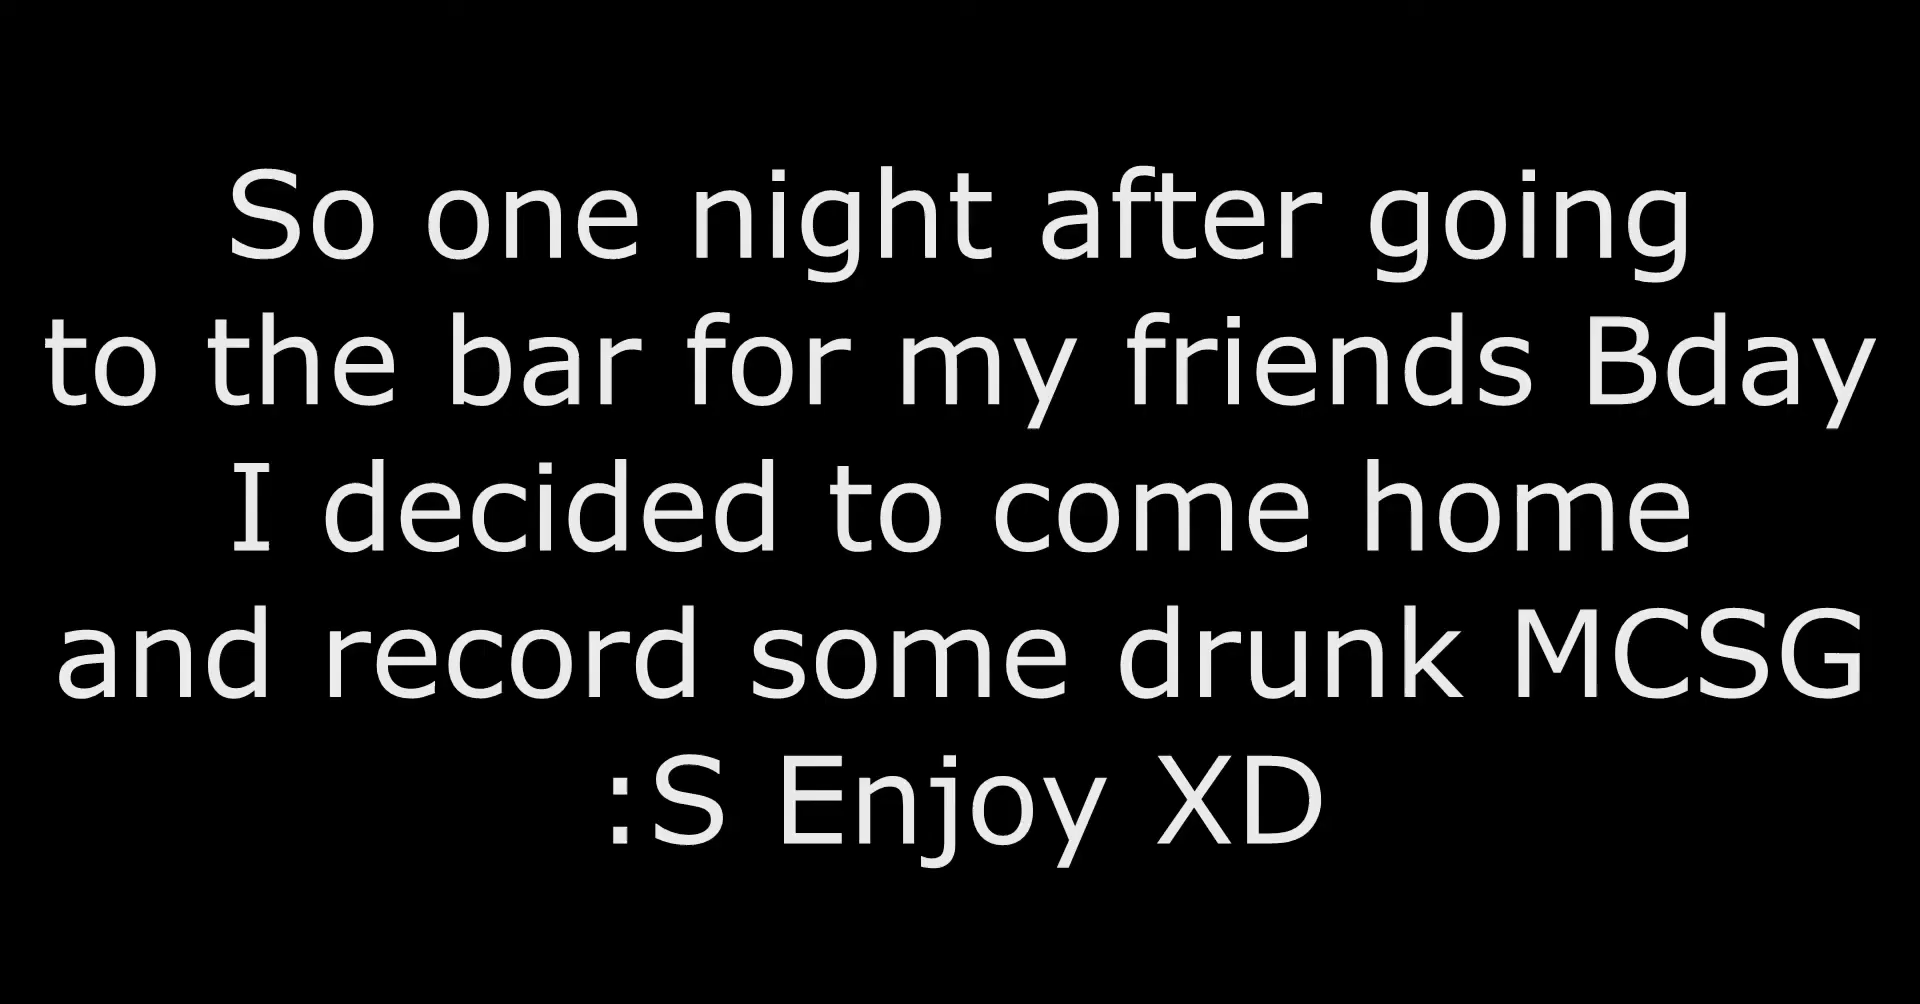 So one night after going
to the bar for my friends Bday
I decided to come home
and record some drunk MCSG
:S Enjoy XD